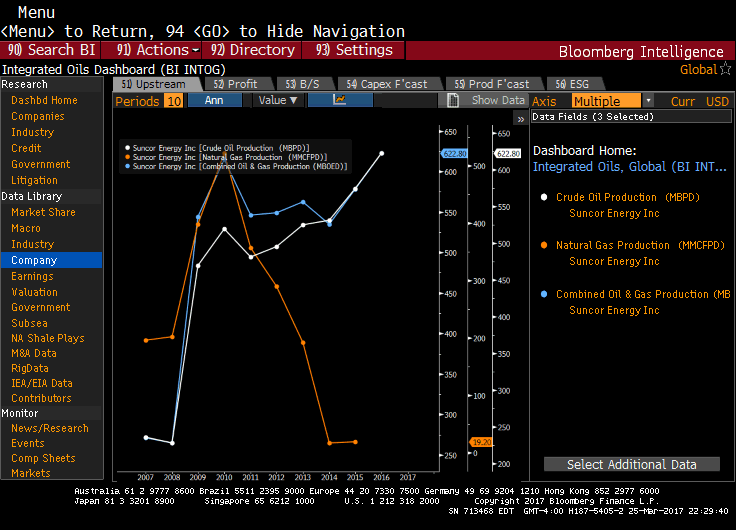 Menu
<Menu> to Return, 94 <GO> to Hide Navigation
90) Search BI 91) Actions 92) Directory 93) Settings Bloomberg Intelligence
Integrated Oils Dashboard (BI INTOG) Global
Research 51) Upstream 52) Profit 53) B/S 54) Capex F'cast 55) Prod F'cast 56) ESG
Dashbd Home Periods 10 Ann Value Show Data Axis Multiple Curr USD
Companies
Industry
Credit
Government
Litigation
Data Library
Market Share
Macro
Industry
Company
Earnings
Valuation
Government
Subsea
NA Shale Plays
M&A Data
RigData
IEA/EIA Data
Contributors
Monitor
News/Research
Events
Comp Sheets
Markets
Suncor Energy Inc [Crude Oil Production (MBPD)]
Suncor Energy Inc [Natural Gas Production (MMCFPD)]
Suncor Energy Inc [Combined Oil & Gas Production (MBOED)]
650
622.80
550
500
450
400
350
300
250
500
400
300
200
100
19.20
0
650
622.80
550
500
450
400
350
300
250
200
2007 2008 2009 2010 2011 2012 2013 2014 2015 2016 2017
»
Data Fields (3 Selected)
Dashboard Home:
Integrated Oils, Global (BI INT...
Crude Oil Production (MBPD)
Suncor Energy Inc
Natural Gas Production (MMCFPD)
Suncor Energy Inc
Combined Oil & Gas Production (MB
Suncor Energy Inc
Select Additional Data
Australia 61 2 9777 8600 Brazil 5511 2395 9000 Europe 44 20 7330 7500 Germany 49 69 9204 1210 Hong Kong 852 2977 6000
Japan 81 3 3201 8900 Singapore 65 6212 1000 U.S. 1 212 318 2000 Copyright 2017 Bloomberg Finance L.P.
SN 713468 EDT GMT-4:00 H187-5405-2 25-Mar-2017 22:29:40